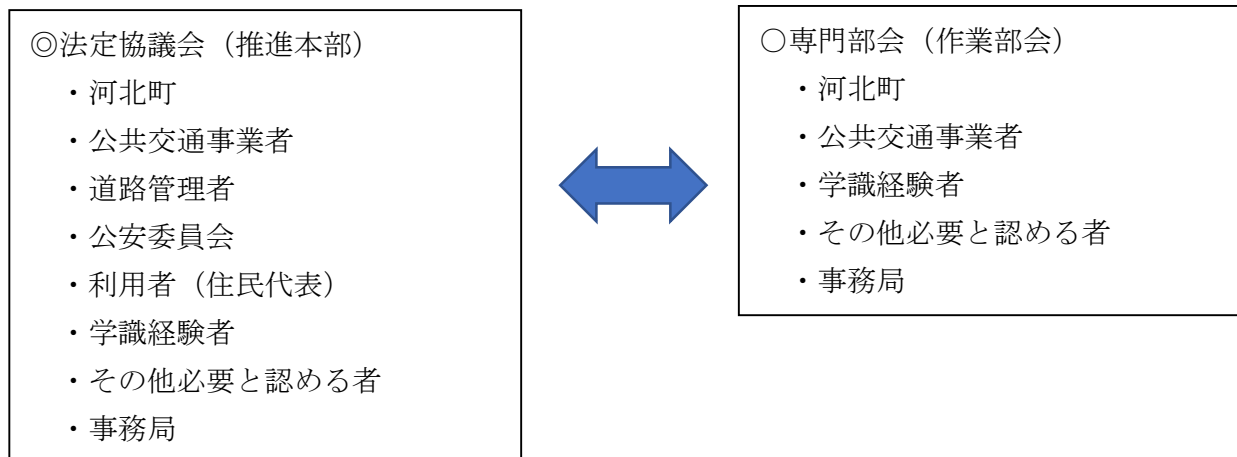 ◎法定協議会（推進本部）
・河北町
・公共交通事業者
・道路管理者
・公安委員会
・利用者（住民代表）
・学識経験者
・その他必要と認める者
・事務局
○専門部会（作業部会）
・河北町
・公共交通事業者
・学識経験者
・その他必要と認める者
・事務局